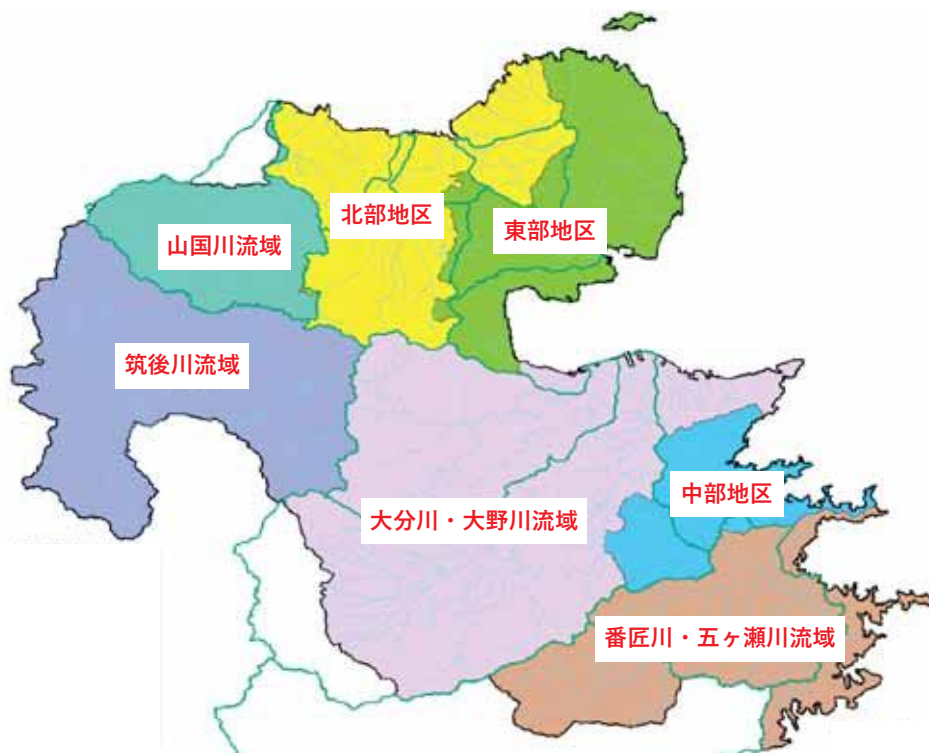 北部地区
東部地区
山国川流域
筑後川流域
中部地区
大分川・大野川流域
番匠川・五ヶ瀬川流域